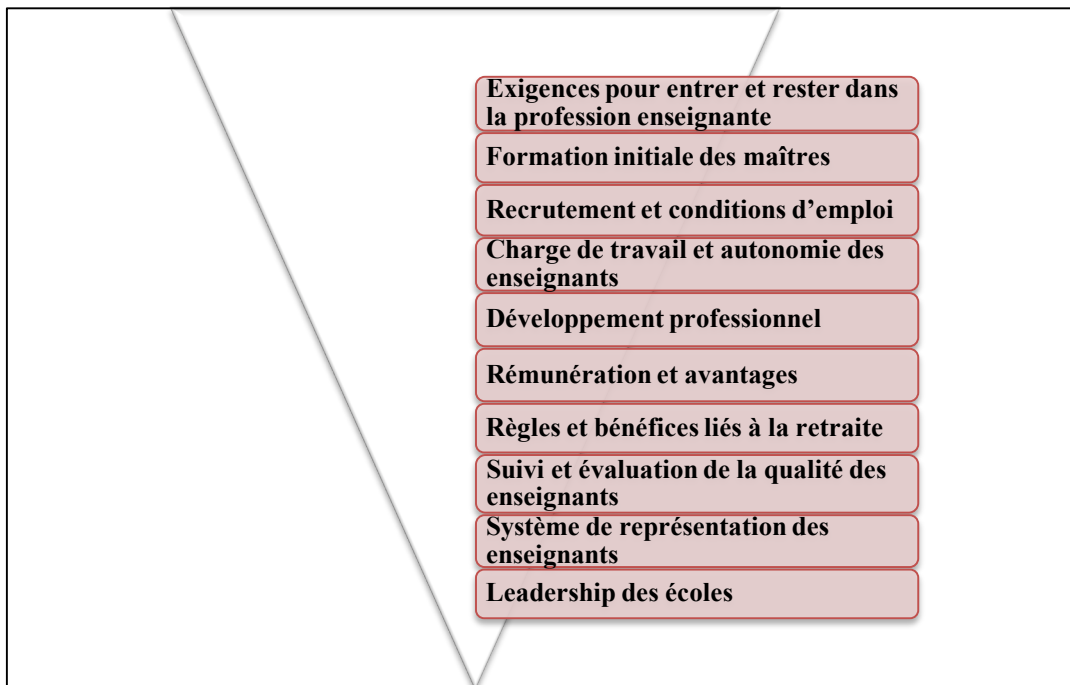 Exigences pour entrer et rester dans
la profession enseignante
Formation initiale des maîtres
Recrutement et conditions d’emploi
Charge de travail et autonomie des
enseignants
Développement professionnel
Rémunération et avantages
Règles et bénéfices liés à la retraite
Suivi et évaluation de la qualité des
enseignants
Système de représentation des
enseignants
Leadership des écoles